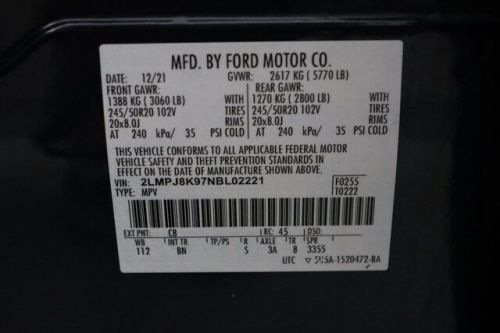 MFD. BY FORD MOTOR CO.
DATE: 12/21 GVWR: 2617 KG ( 5770 LB)
FRONT GAWR: REAR GAWR:
1388 KG ( 3060 LB) WITH 1270 KG ( 2800 LB) WITH
245/50R20 102V TIRES 245/50R20 102V TIRES
20x8.0J RIMS 20x8.0J RIMS
AT 240 kPa/ 35 PSI COLD AT 240 kPa/ 35 PSI COLD
THIS VEHICLE CONFORMS TO ALL APPLICABLE FEDERAL MOTOR
VEHICLE SAFETY AND THEFT PREVENTION STANDARDS IN
EFFECT ON THE DATE OF MANUFACTURE SHOWN ABOVE.
VIN: 2LMPJ8K97NBL02221 F0255
TYPE: MPV T0222
EXT PNT: C8 RC: 45 DSO:
WB INT TR TP/PS R AXLE TR SPR
112 BN S 3A 8 3355
UTC 5U5A-1520472-BA